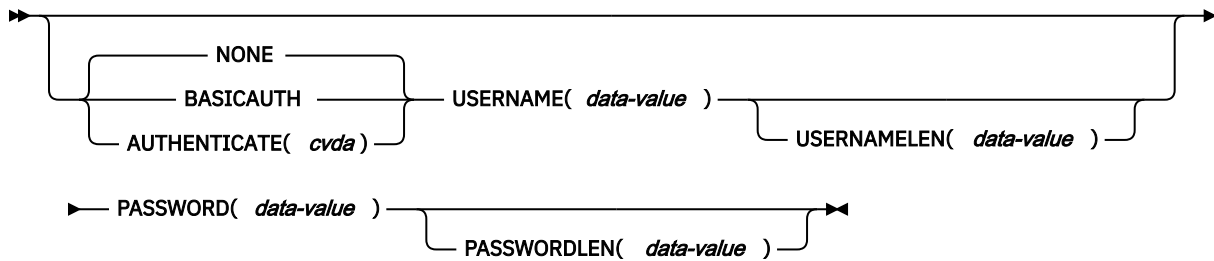 NONE
BASICAUTH
AUTHENTICATE( cvda )
USERNAME( data-value )
USERNAMELEN( data-value )
PASSWORD( data-value )
PASSWORDLEN( data-value )